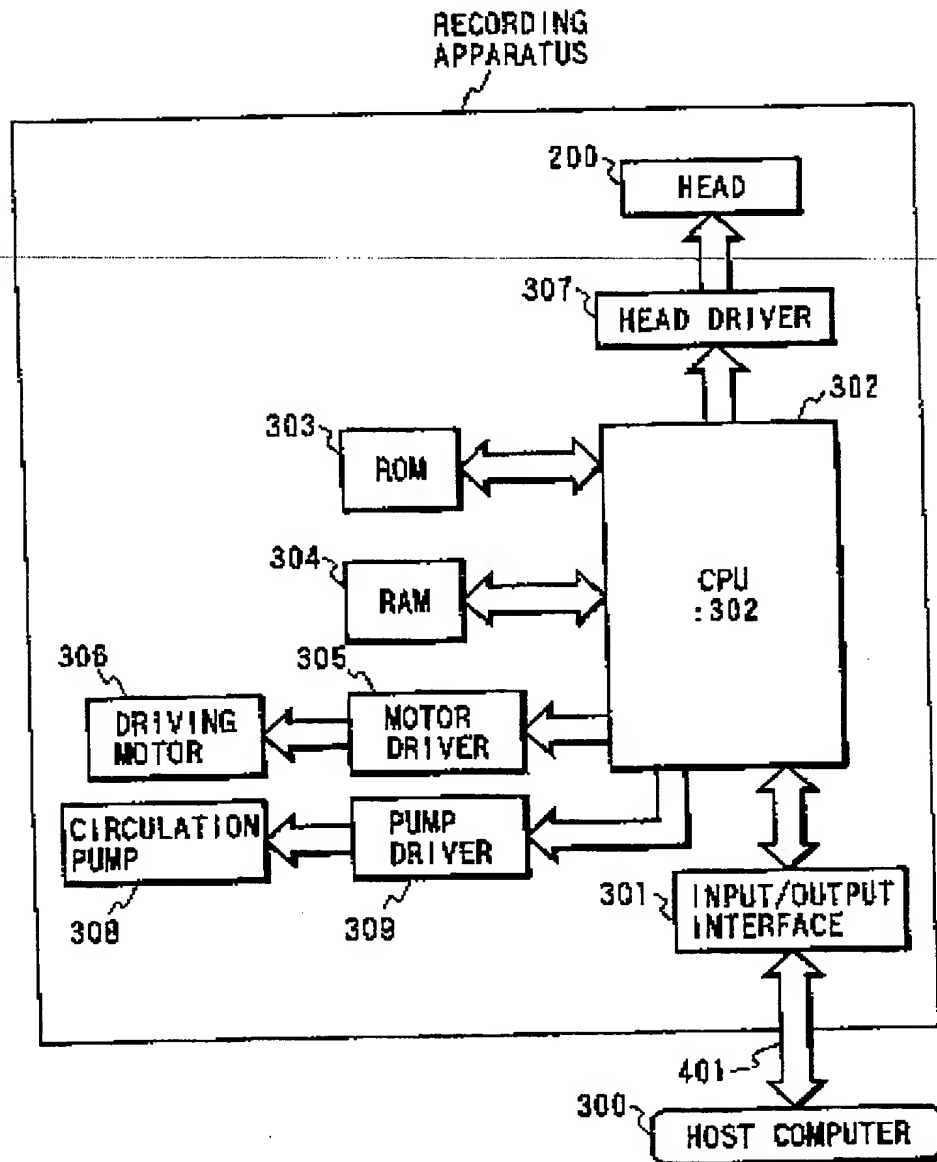 RECORDING
APPARATUS
200
HEAD
307
HEAD DRIVER
302
303
ROM
304
RAM
CPU
:302
306
305
DRIVING
MOTOR
MOTOR
DRIVER
CIRCULATION
PUMP
PUMP
DRIVER
308
309
301
INPUT/OUTPUT
INTERFACE
401
300
HOST COMPUTER